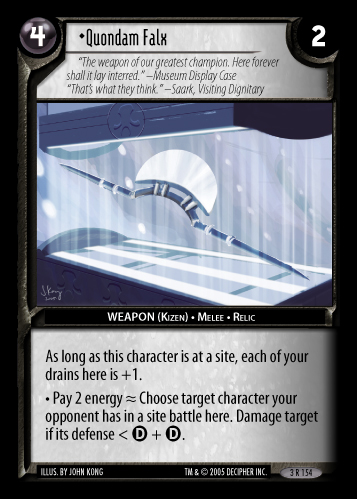 4 •Quondam Falx 2
"The weapon of our greatest champion. Here forever
shall it lay interred." –Museum Display Case
"That's what they think." –Saark, Visiting Dignitary
WEAPON (KIZEN) • MELEE • RELIC
As long as this character is at a site, each of your
drains here is +1.
• Pay 2 energy ≈ Choose target character your
opponent has in a site battle here. Damage target
if its defense < D + D.
ILLUS. BY JOHN KONG TM & © 2005 DECIPHER INC. 3 R 154